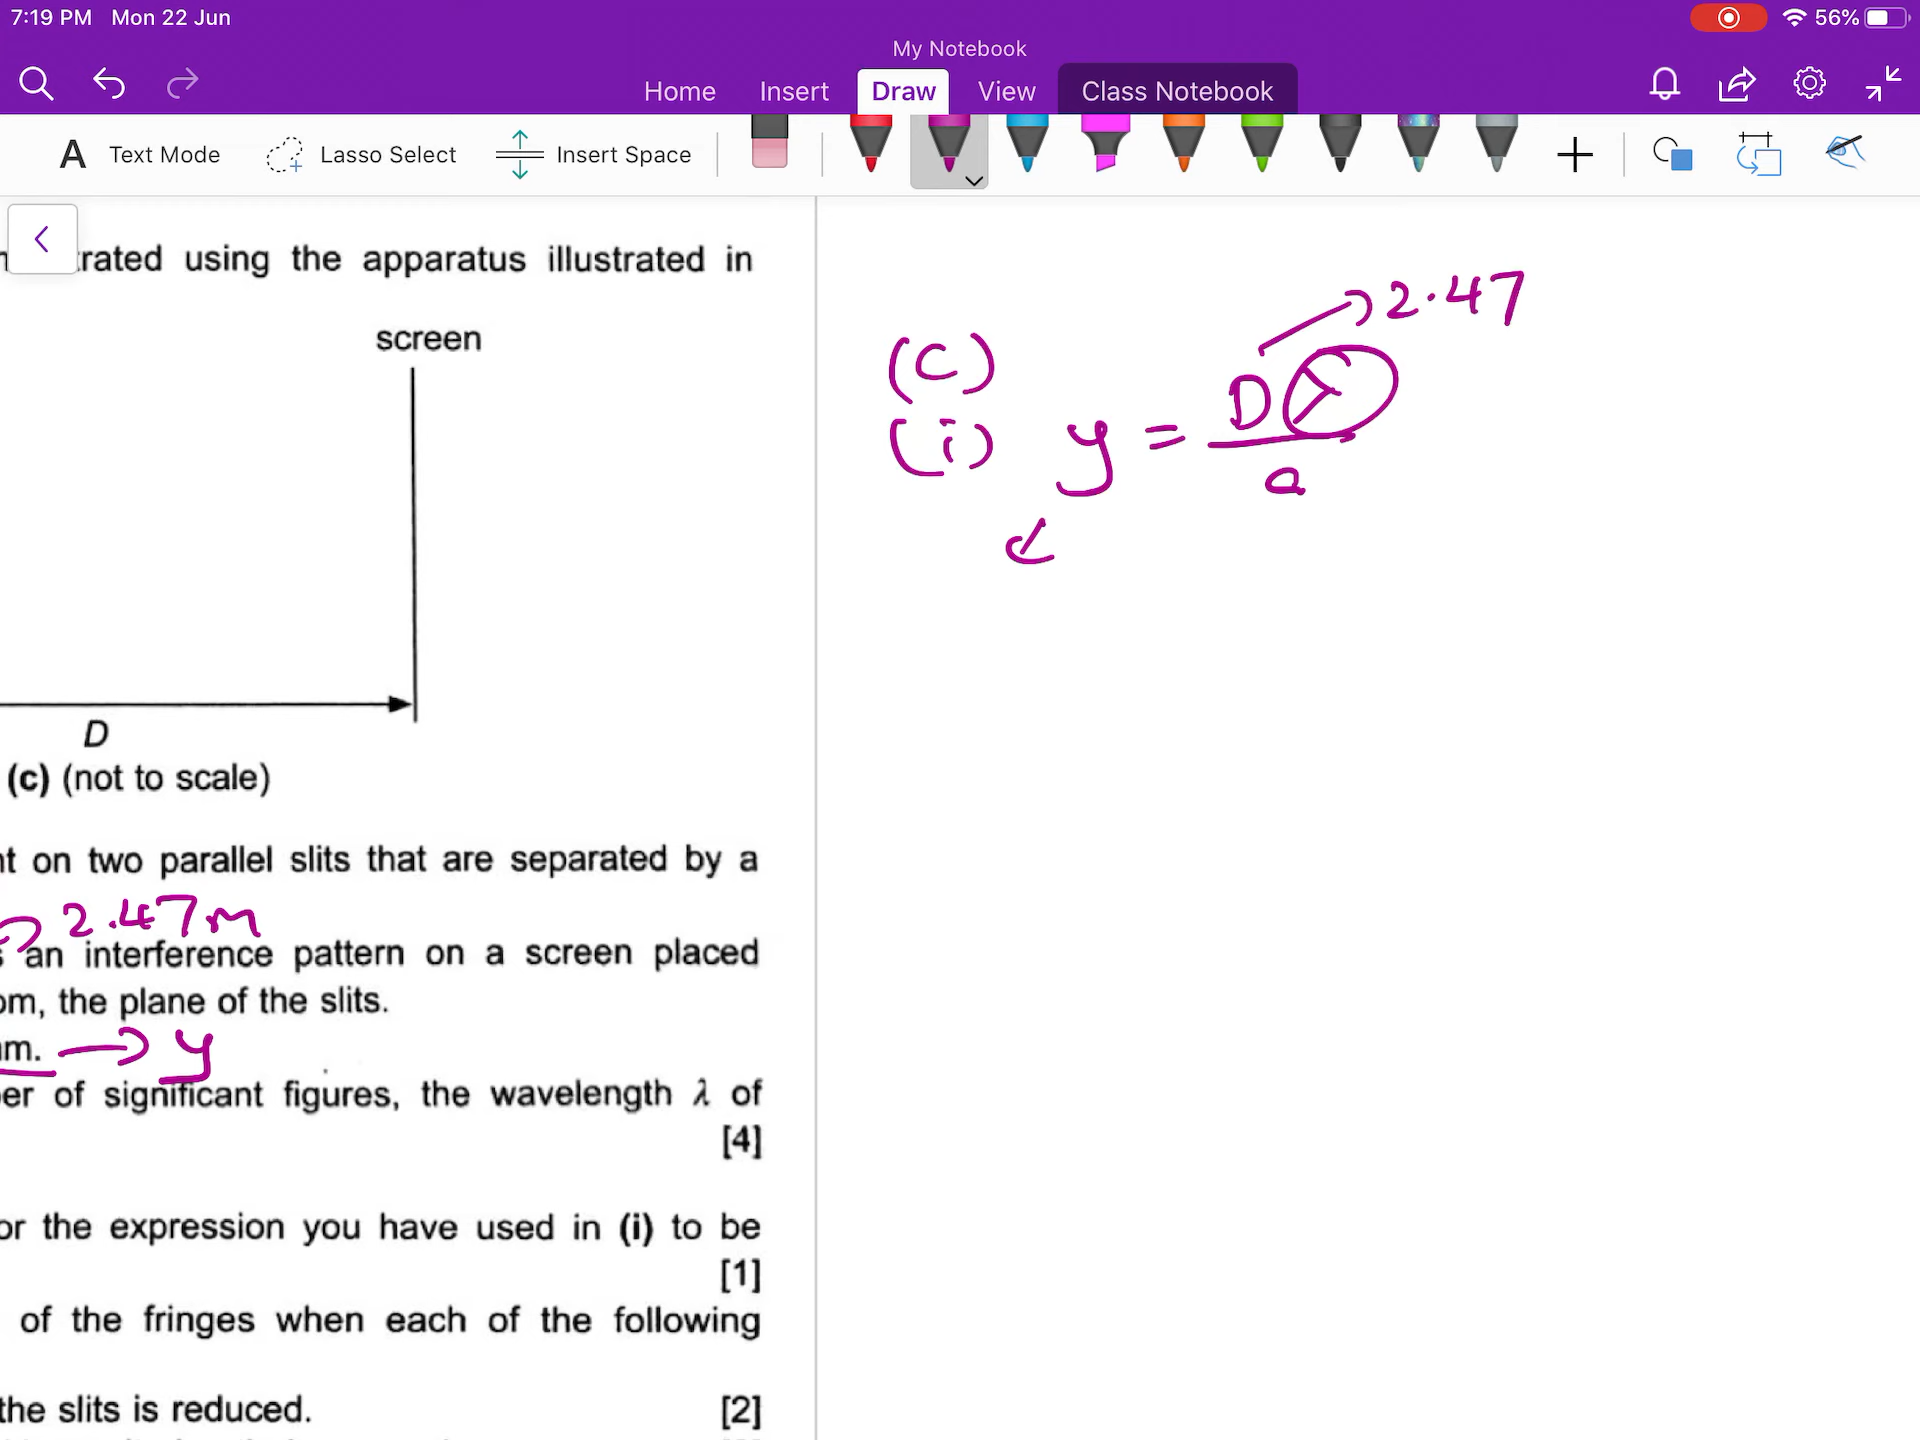 7:19 PM Mon 22 Jun
56%
My Notebook
Home Insert Draw View Class Notebook
A Text Mode Lasso Select Insert Space
rated using the apparatus illustrated in
screen
D
(c) (not to scale)
on two parallel slits that are separated by a
2.47m
an interference pattern on a screen placed
om, the plane of the slits.
m. → y
er of significant figures, the wavelength λ of
[4]
or the expression you have used in (i) to be
[1]
of the fringes when each of the following
the slits is reduced. [2]
2.47
(C)
(i) y = Dλ / a